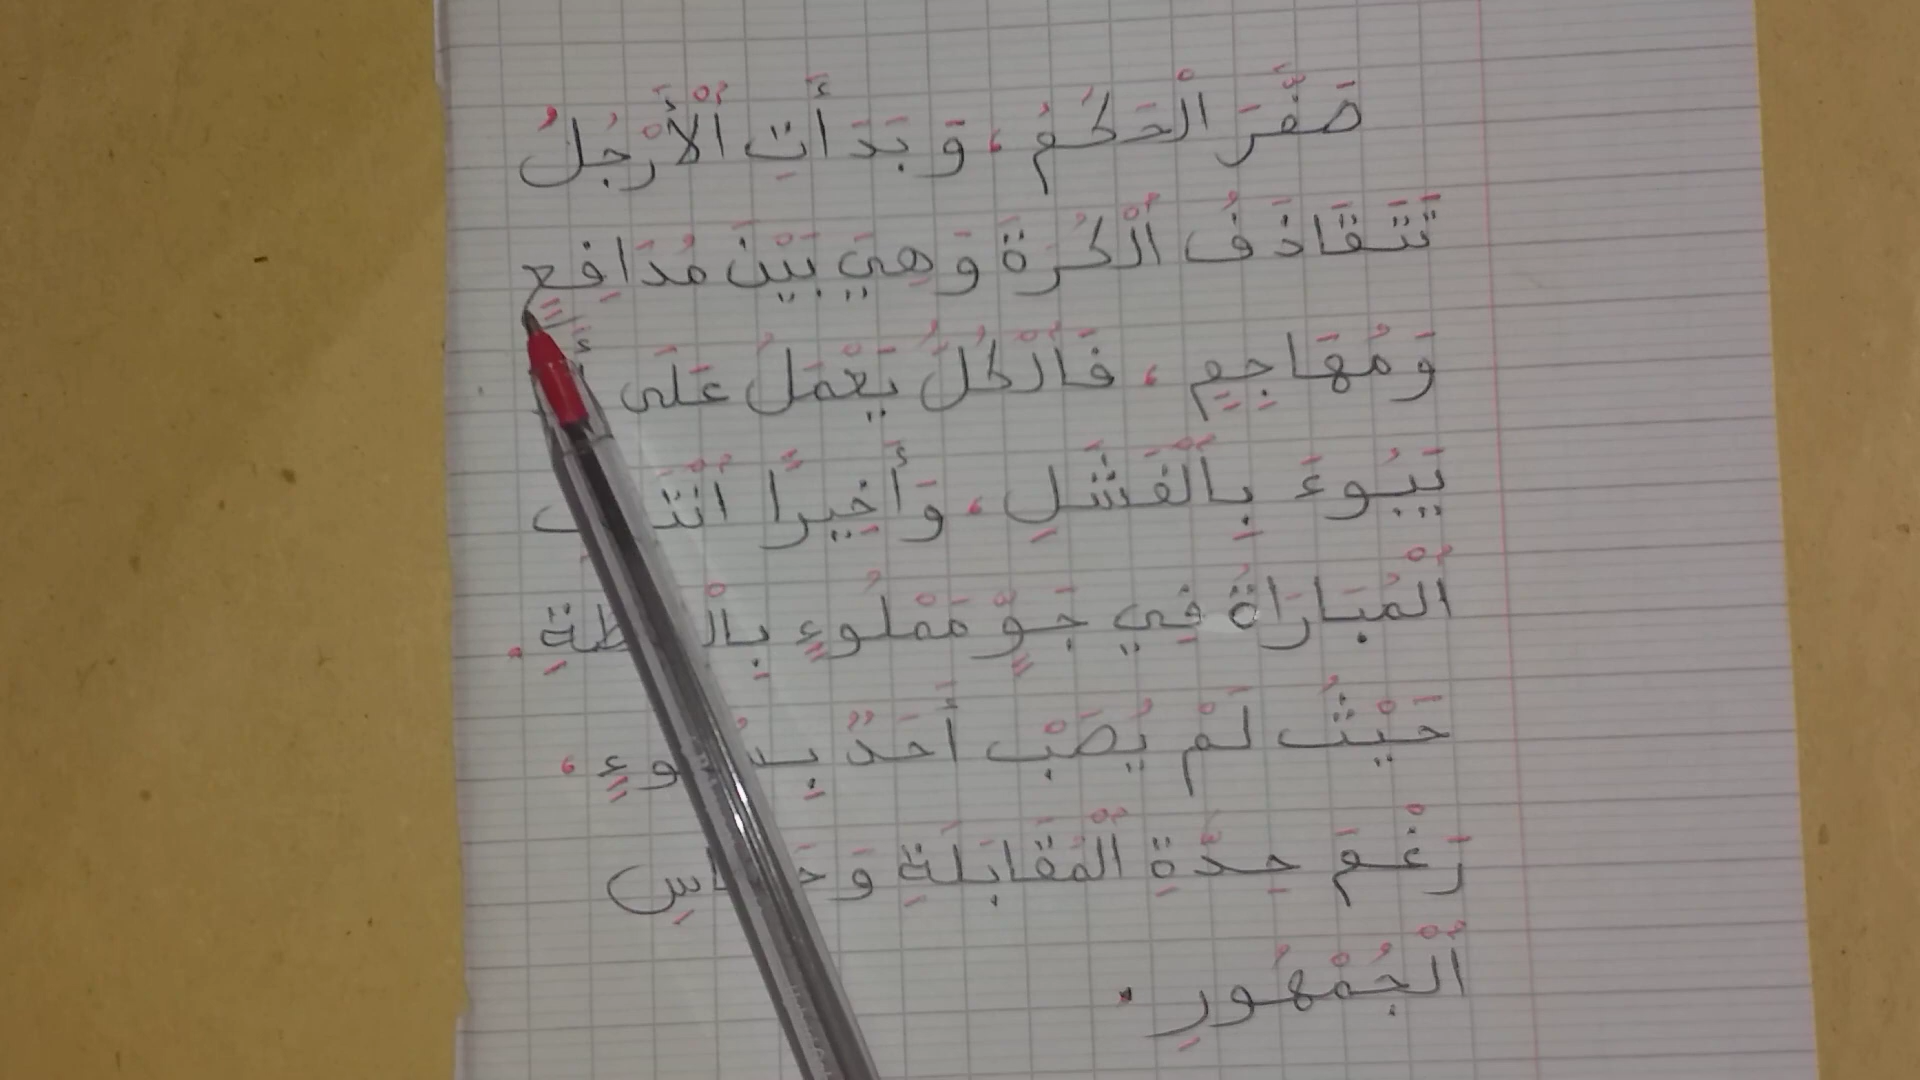 صَفَّرَ الْحَكَمُ، وَبَدَأَتِ الْأَرْجُلُ
تَتَقَاذَفُ الْكُرَةَ وَهِيَ بَيْنَ مُدَافِعٍ
وَمُهَاجِمٍ، فَالْكُلُّ يَعْمَلُ عَلَى
يَبُوءَ بِالْفَشَلِ، وَأَخِيرًا
الْمُبَارَاةُ فِي جَوٍّ مَمْلُوءٍ
حَيْثُ لَمْ يُصَبْ أَحَدٌ
رَغْمَ حِدَّةِ الْمُقَابَلَةِ
الْجُمْهُورِ.